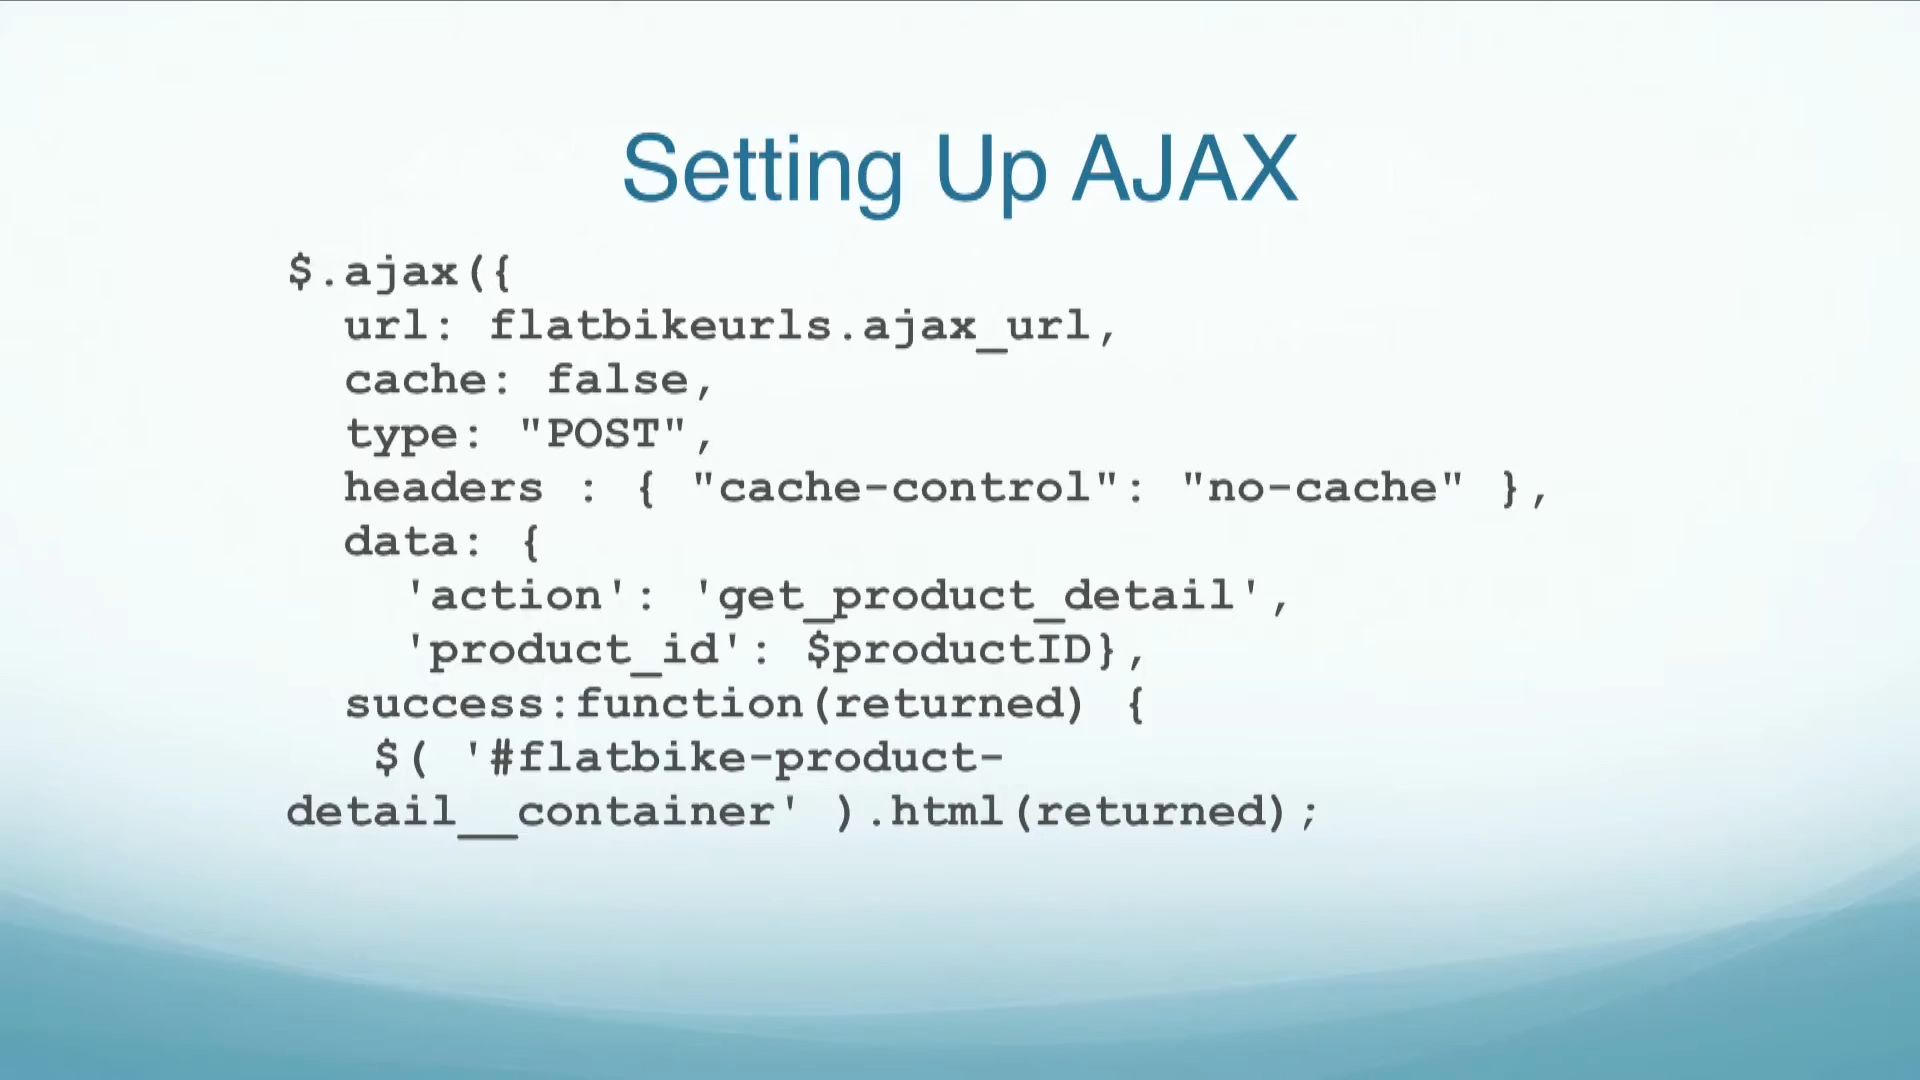 Setting Up AJAX
$.ajax({
url: flatbikeurls.ajax_url,
cache: false,
type: "POST",
headers : { "cache-control": "no-cache" },
data: {
'action': 'get_product_detail',
'product_id': $productID},
success:function(returned) {
$( '#flatbike-product-
detail__container' ).html(returned);